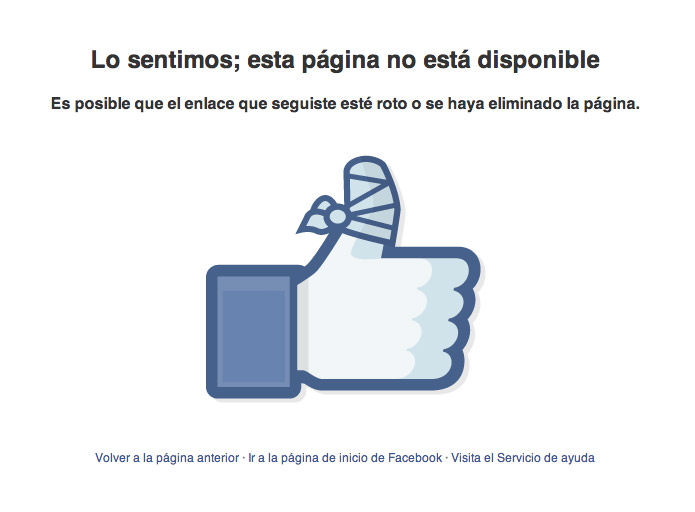 Lo sentimos; esta página no está disponible
Es posible que el enlace que seguiste esté roto o se haya eliminado la página.
Volver a la página anterior · Ir a la página de inicio de Facebook · Visita el Servicio de ayuda